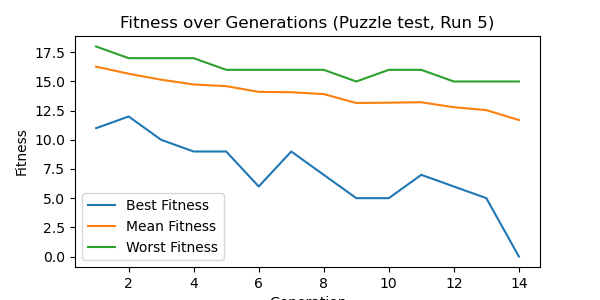 Fitness over Generations (Puzzle test, Run 5)
Fitness
17.5
15.0
12.5
10.0
7.5
5.0
2.5
0.0
Best Fitness
Mean Fitness
Worst Fitness
2 4 6 8 10 12 14
Generation